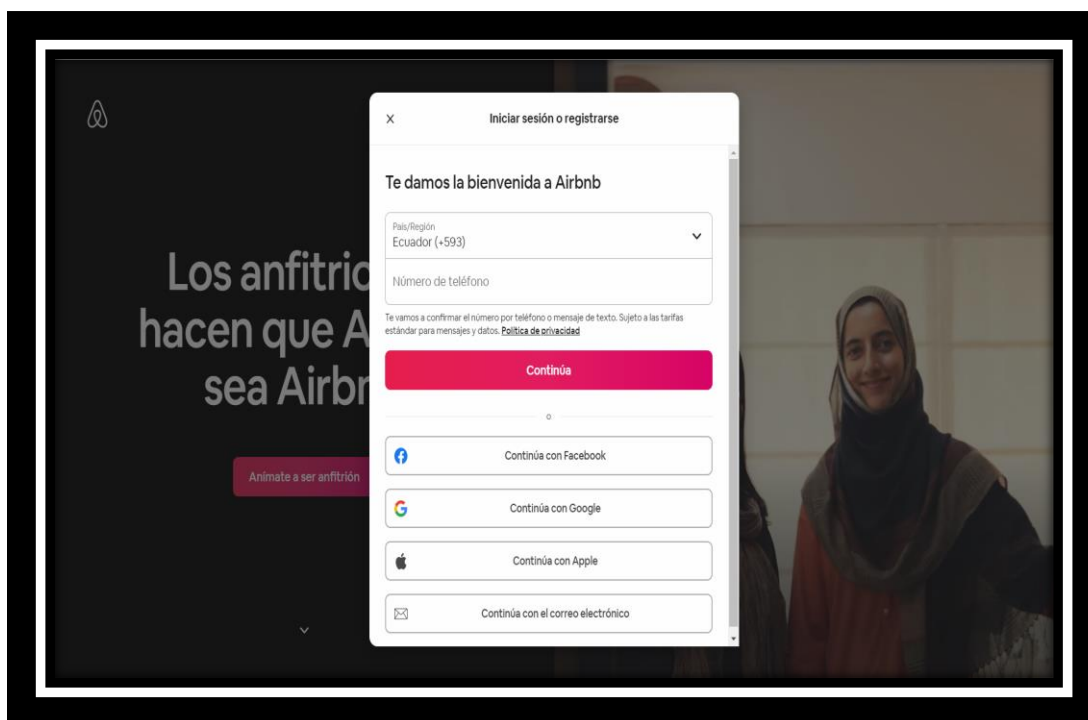 Iniciar sesión o registrarse
Te damos la bienvenida a Airbnb
País/Región
Ecuador (+593)
Número de teléfono
Te vamos a confirmar el número por teléfono o mensaje de texto. Sujeto a las tarifas
estándar para mensajes y datos. Política de privacidad
Continúa
o
Continúa con Facebook
Continúa con Google
Continúa con Apple
Continúa con el correo electrónico
Los anfitrio
hacen que A
sea Airbn
Anímate a ser anfitrión